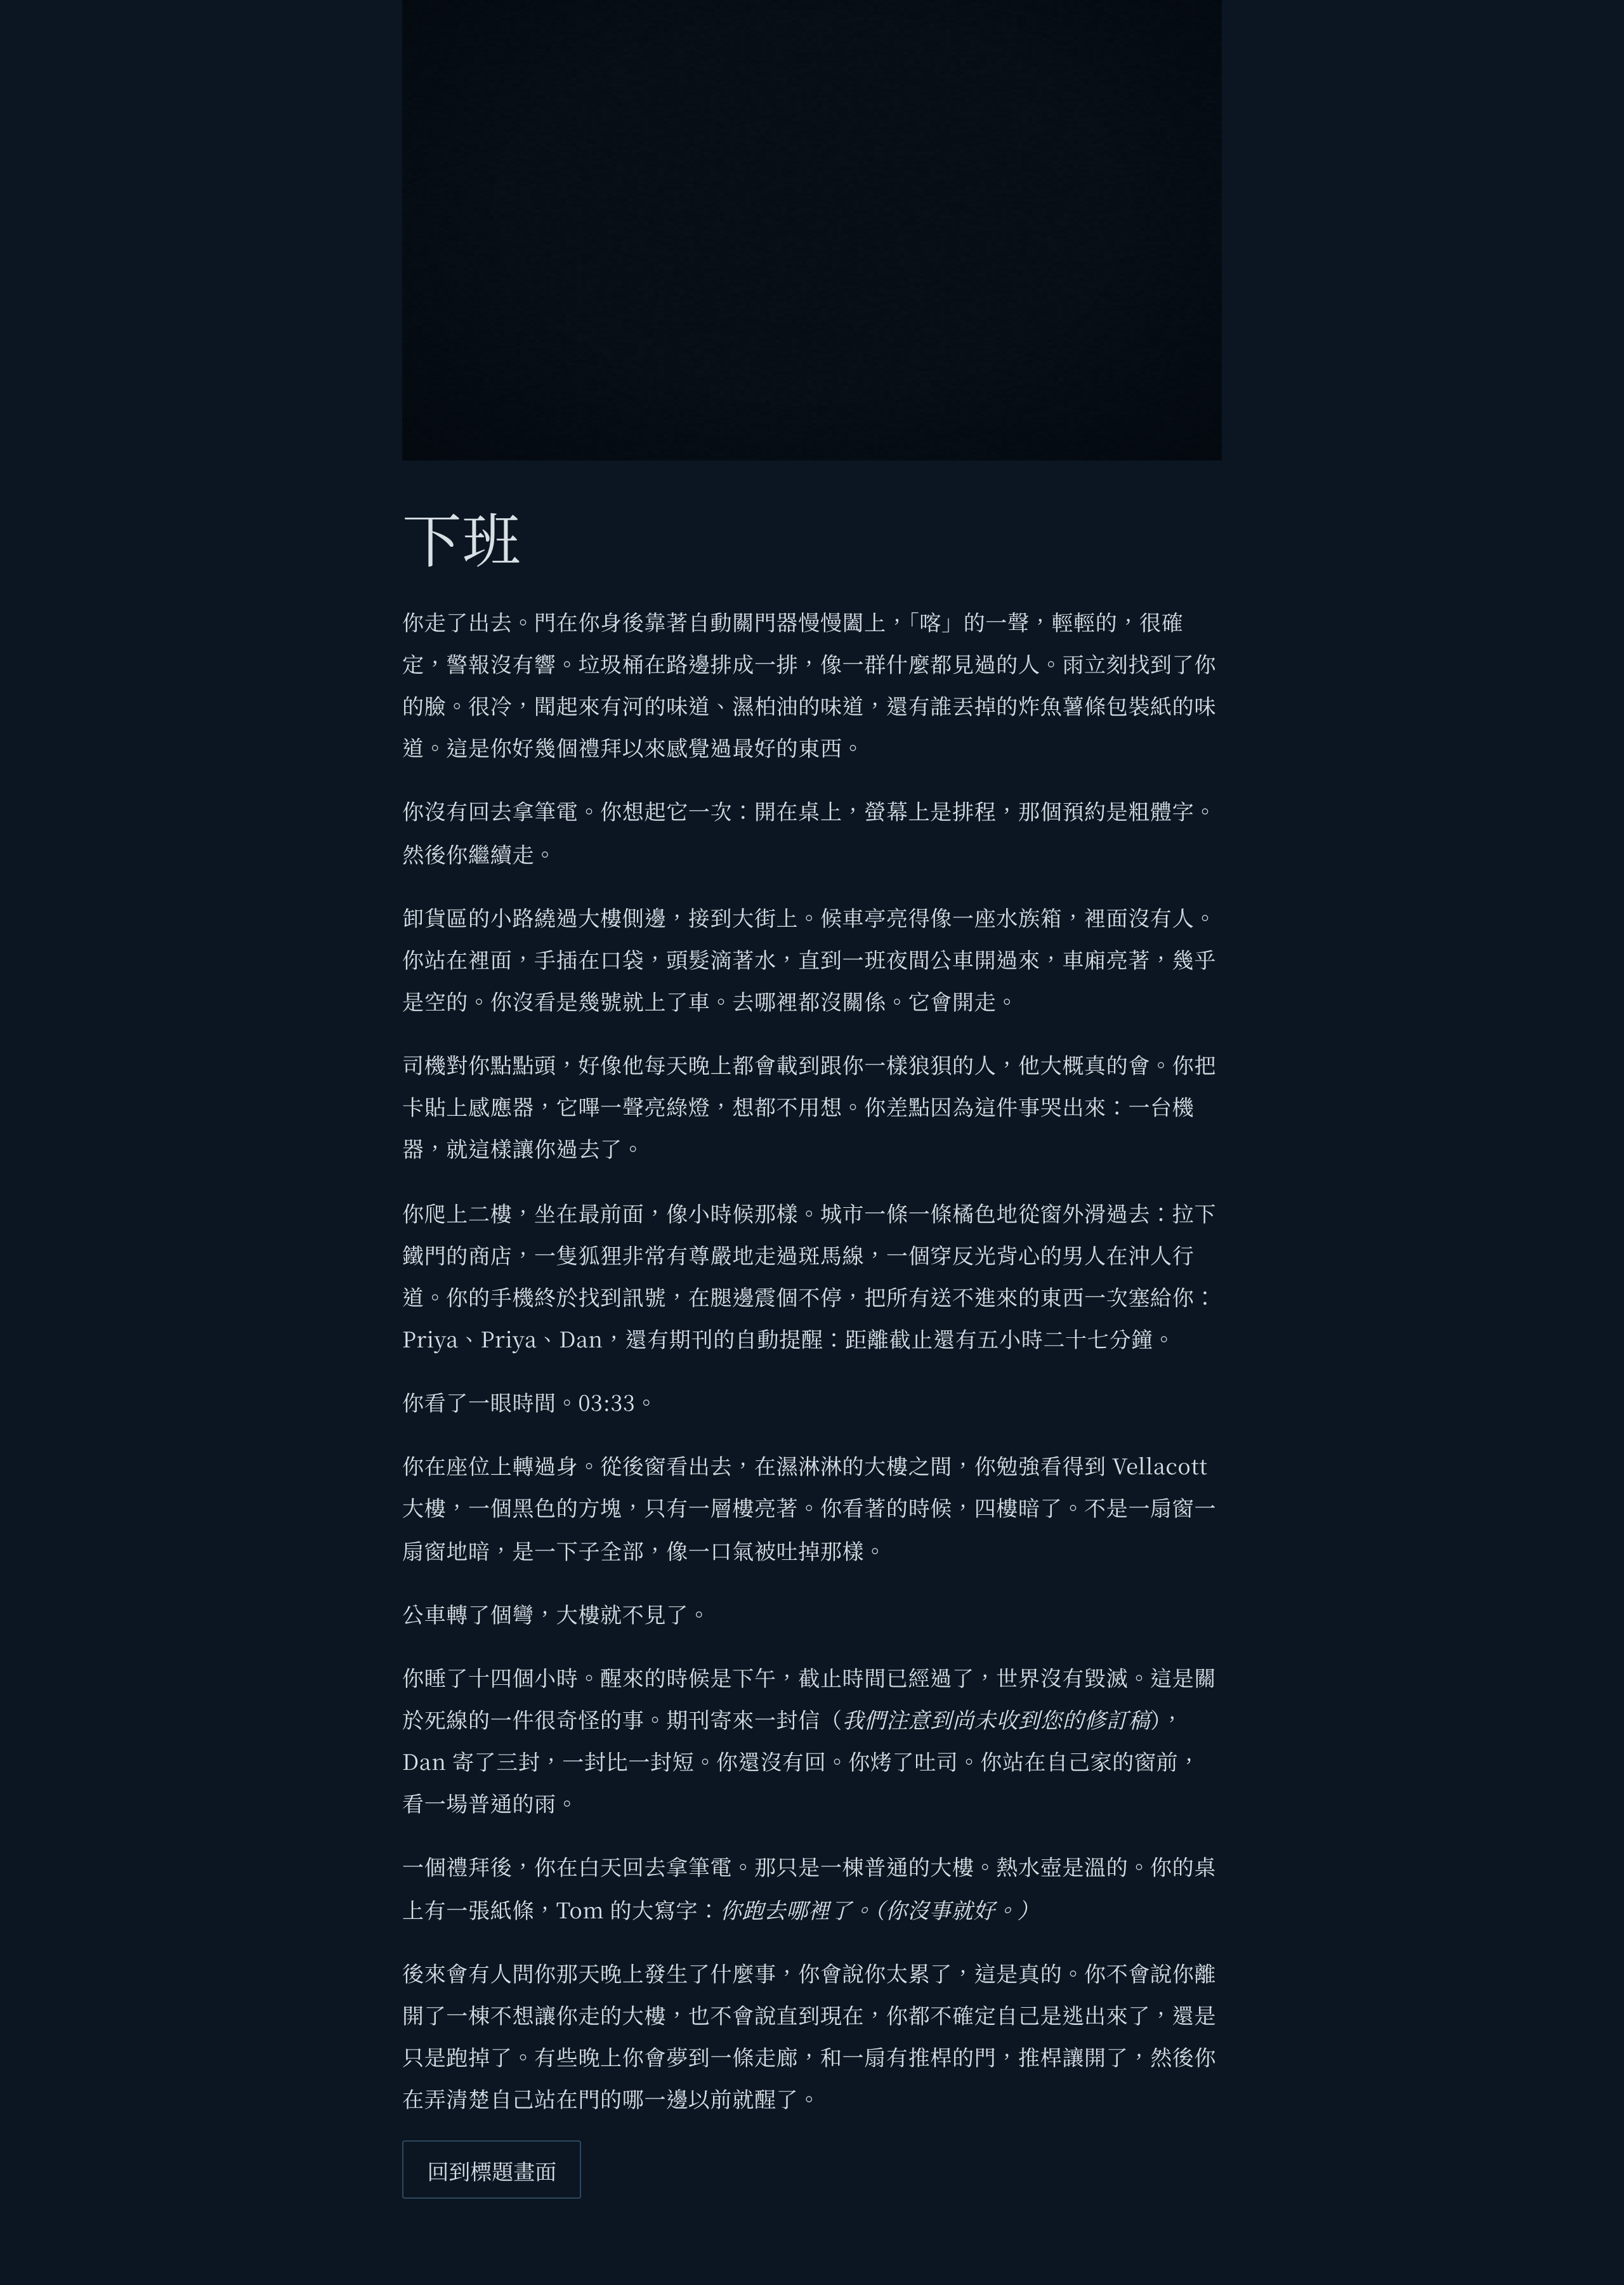 下班
你走了出去。門在你身後靠著自動關門器慢慢闔上，「喀」的一聲，輕輕的，很確
定，警報沒有響。垃圾桶在路邊排成一排，像一群什麼都見過的人。雨立刻找到了你
的臉。很冷，聞起來有河的味道、濕柏油的味道，還有誰丟掉的炸魚薯條包裝紙的味
道。這是你好幾個禮拜以來感覺過最好的東西。
你沒有回去拿筆電。你想起它一次：開在桌上，螢幕上是排程，那個預約是粗體字。
然後你繼續走。
卸貨區的小路繞過大樓側邊，接到大街上。候車亭亮得像一座水族箱，裡面沒有人。
你站在裡面，手插在口袋，頭髮滴著水，直到一班夜間公車開過來，車廂亮著，幾乎
是空的。你沒看是幾號就上了車。去哪裡都沒關係。它會開走。
司機對你點點頭，好像他每天晚上都會載到跟你一樣狼狽的人，他大概真的會。你把
卡貼上感應器，它嗶一聲亮綠燈，想都不用想。你差點因為這件事哭出來：一台機
器，就這樣讓你過去了。
你爬上二樓，坐在最前面，像小時候那樣。城市一條一條橘色地從窗外滑過去：拉下
鐵門的商店，一隻狐狸非常有尊嚴地走過斑馬線，一個穿反光背心的男人在沖人行
道。你的手機終於找到訊號，在腿邊震個不停，把所有送不進來的東西一次塞給你：
Priya、Priya、Dan，還有期刊的自動提醒：距離截止還有五小時二十七分鐘。
你看了一眼時間。03:33。
你在座位上轉過身。從後窗看出去，在濕淋淋的大樓之間，你勉強看得到 Vellacott
大樓，一個黑色的方塊，只有一層樓亮著。你看著的時候，四樓暗了。不是一扇窗一
扇窗地暗，是一下子全部，像一口氣被吐掉那樣。
公車轉了個彎，大樓就不見了。
你睡了十四個小時。醒來的時候是下午，截止時間已經過了，世界沒有毀滅。這是關
於死線的一件很奇怪的事。期刊寄來一封信（我們注意到尚未收到您的修訂稿），
Dan 寄了三封，一封比一封短。你還沒有回。你烤了吐司。你站在自己家的窗前，
看一場普通的雨。
一個禮拜後，你在白天回去拿筆電。那只是一棟普通的大樓。熱水壺是溫的。你的桌
上有一張紙條，Tom 的大寫字：你跑去哪裡了。（你沒事就好。）
後來會有人問你那天晚上發生了什麼事，你會說你太累了，這是真的。你不會說你離
開了一棟不想讓你走的大樓，也不會說直到現在，你都不確定自己是逃出來了，還是
只是跑掉了。有些晚上你會夢到一條走廊，和一扇有推桿的門，推桿讓開了，然後你
在弄清楚自己站在門的哪一邊以前就醒了。
回到標題畫面